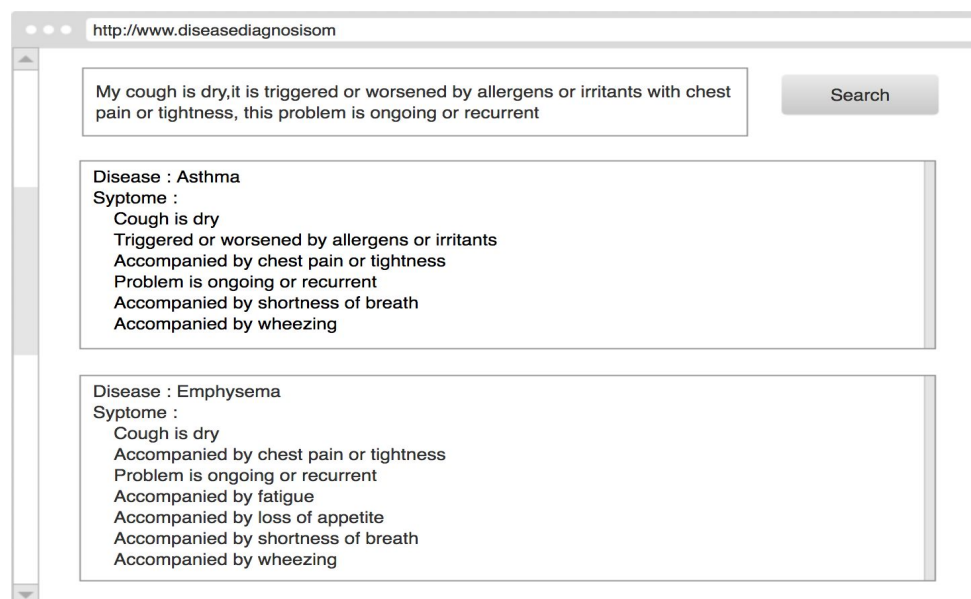 http://www.diseasediagnosisom
My cough is dry,it is triggered or worsened by allergens or irritants with chest
pain or tightness, this problem is ongoing or recurrent
Search
Disease : Asthma
Syptome :
Cough is dry
Triggered or worsened by allergens or irritants
Accompanied by chest pain or tightness
Problem is ongoing or recurrent
Accompanied by shortness of breath
Accompanied by wheezing
Disease : Emphysema
Syptome :
Cough is dry
Accompanied by chest pain or tightness
Problem is ongoing or recurrent
Accompanied by fatigue
Accompanied by loss of appetite
Accompanied by shortness of breath
Accompanied by wheezing